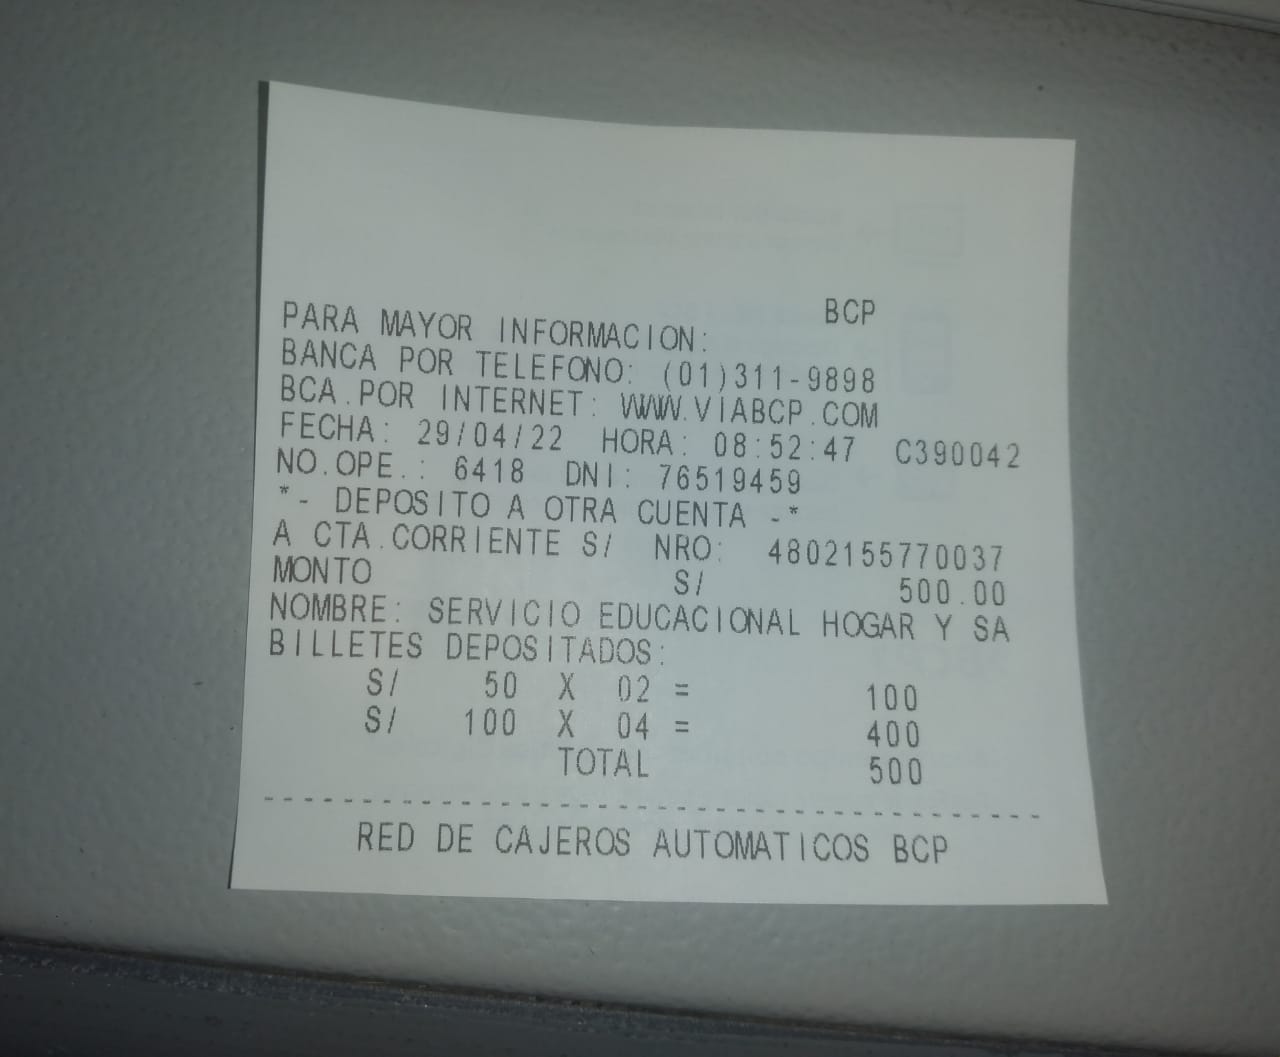 BCP
PARA MAYOR INFORMACION:
BANCA POR TELEFONO: (01)311-9898
BCA.POR INTERNET: WWW.VIABCP.COM
FECHA: 29/04/22 HORA: 08:52:47 C390042
NO.OPE.: 6418 DNI: 76519459
*- DEPOSITO A OTRA CUENTA -*
A CTA.CORRIENTE S/ NRO: 4802155770037
MONTO S/ 500.00
NOMBRE: SERVICIO EDUCACIONAL HOGAR Y SA
BILLETES DEPOSITADOS:
S/ 50 X 02 = 100
S/ 100 X 04 = 400
TOTAL 500
---------------------------------------
RED DE CAJEROS AUTOMATICOS BCP